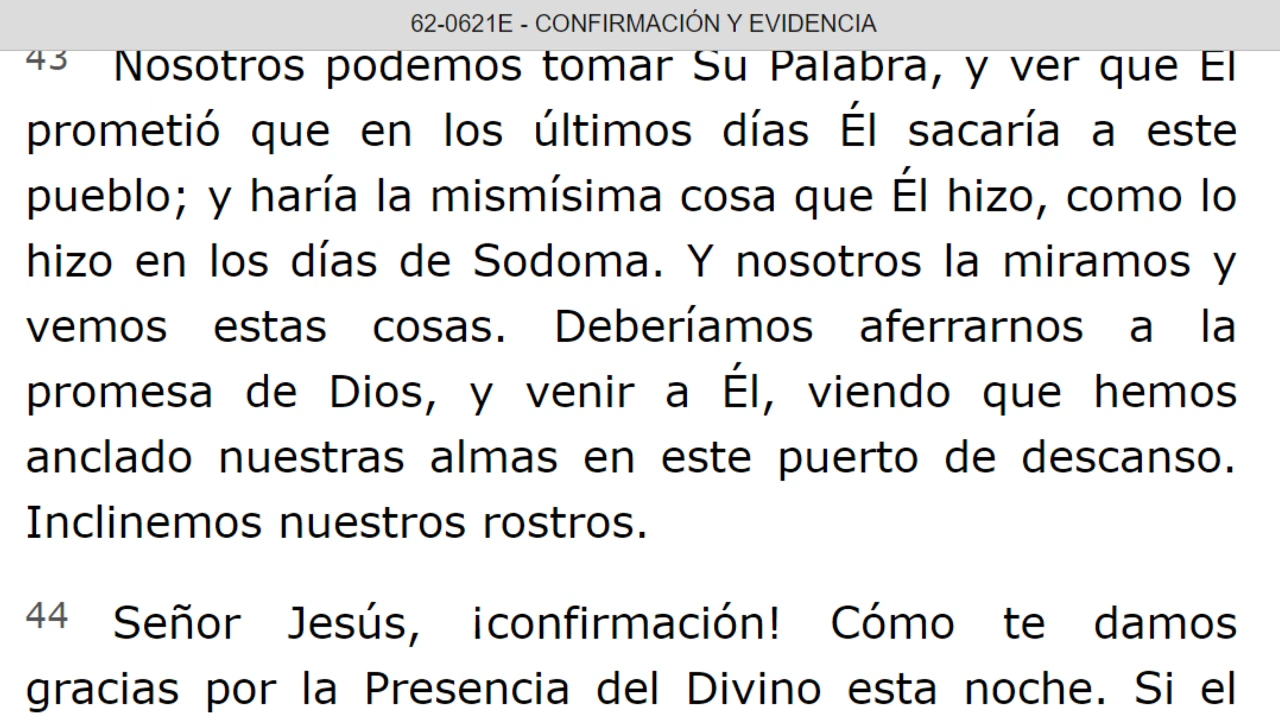 62-0621E - CONFIRMACIÓN Y EVIDENCIA
43 Nosotros podemos tomar Su Palabra, y ver que Él
prometió que en los últimos días Él sacaría a este
pueblo; y haría la mismísima cosa que Él hizo, como lo
hizo en los días de Sodoma. Y nosotros la miramos y
vemos estas cosas. Deberíamos aferrarnos a la
promesa de Dios, y venir a Él, viendo que hemos
anclado nuestras almas en este puerto de descanso.
Inclinemos nuestros rostros.
44 Señor Jesús, ¡confirmación! Cómo te damos
gracias por la Presencia del Divino esta noche. Si el